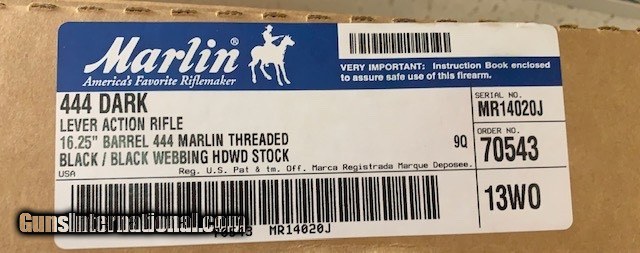 Marlin®
America's Favorite Riflemaker
VERY IMPORTANT: Instruction Book enclosed
to assure safe use of this firearm.
444 DARK
LEVER ACTION RIFLE
16.25" BARREL 444 MARLIN THREADED
BLACK / BLACK WEBBING HDWD STOCK
9Q
USA
Reg. U.S. Pat & tm. Off. Marca Registrada Marque Deposee.
SERIAL NO.
MR14020J
ORDER NO.
70543
13WO
70543 MR14020J
GunsInternational.com